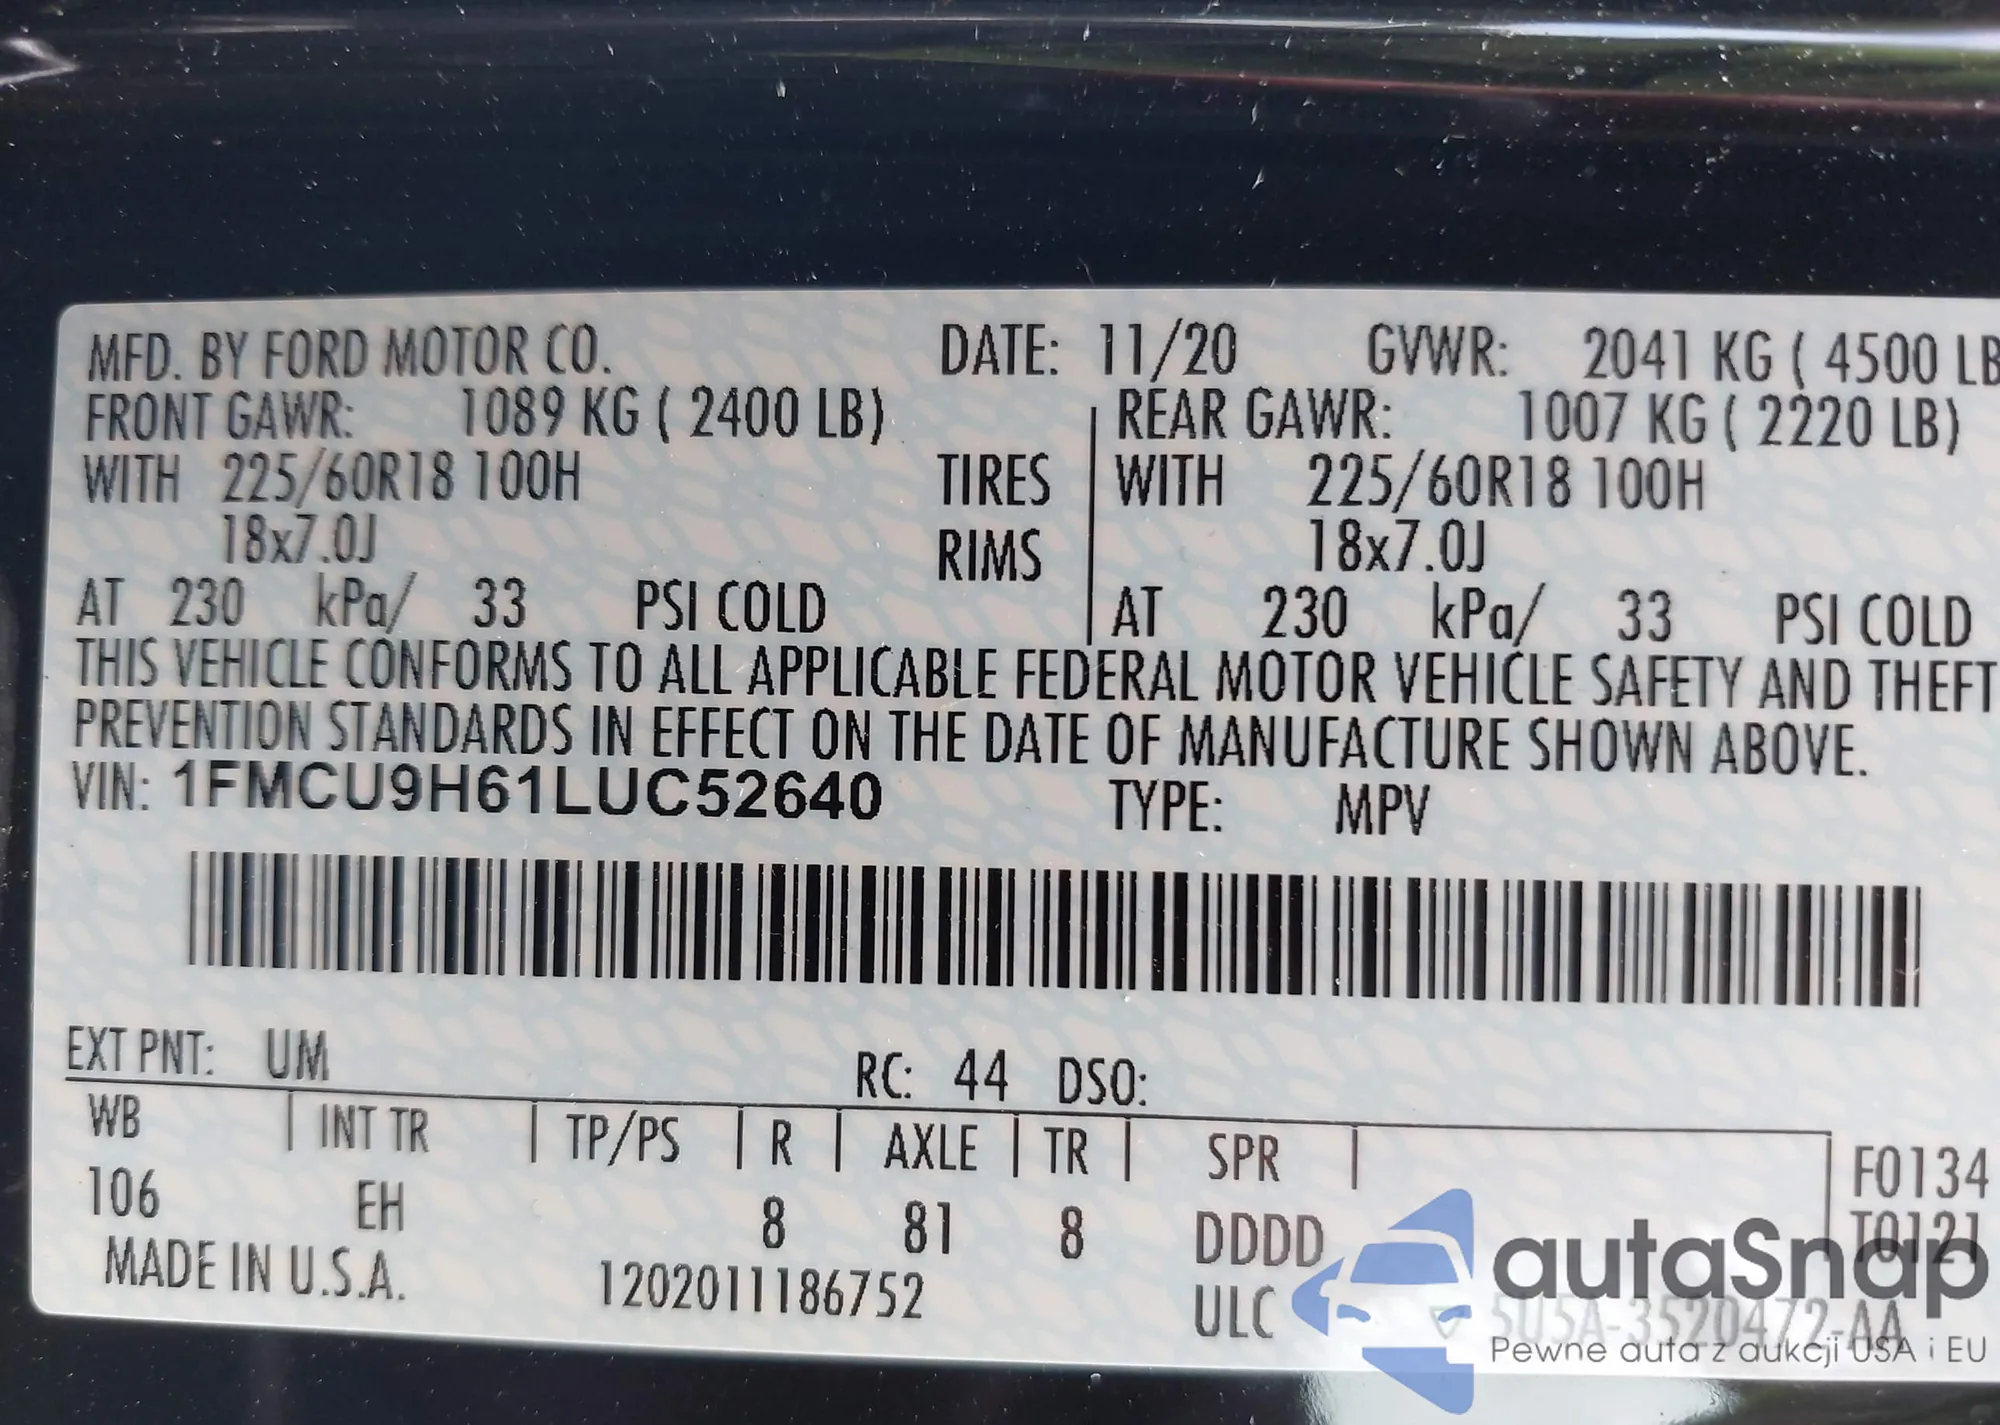 MFD. BY FORD MOTOR CO. DATE: 11/20 GVWR: 2041 KG ( 4500 LB
FRONT GAWR: 1089 KG ( 2400 LB) REAR GAWR: 1007 KG ( 2220 LB)
WITH 225/60R18 100H TIRES WITH 225/60R18 100H
18x7.0J RIMS 18x7.0J
AT 230 kPa/ 33 PSI COLD AT 230 kPa/ 33 PSI COLD
THIS VEHICLE CONFORMS TO ALL APPLICABLE FEDERAL MOTOR VEHICLE SAFETY AND THEFT
PREVENTION STANDARDS IN EFFECT ON THE DATE OF MANUFACTURE SHOWN ABOVE.
VIN: 1FMCU9H61LUC52640 TYPE: MPV
EXT PNT: UM RC: 44 DSO:
WB INT TR TP/PS R AXLE TR SPR F0134
106 EH 8 81 8 DDDD T0121
MADE IN U.S.A. 1202011186752 ULC 5U5A-3520472-AA
autaSnap
Pewne auta z aukcji USA i EU